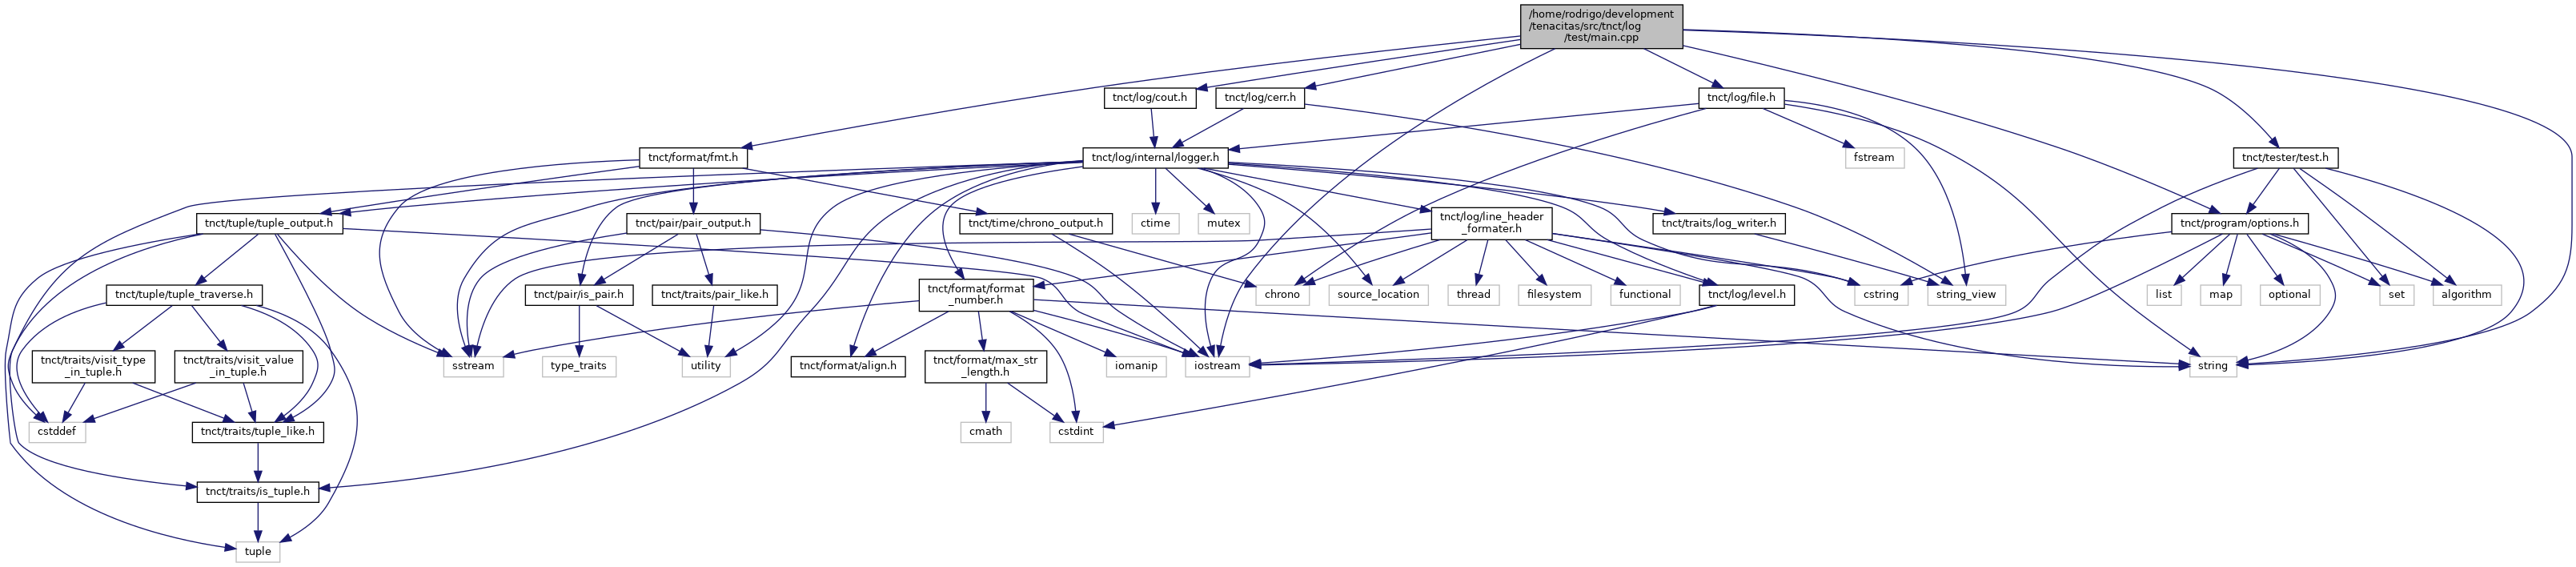 /home/rodrigo/development
/tenacitas/src/tnct/log
/test/main.cpp
tnct/log/cout.h
tnct/log/cerr.h
tnct/log/file.h
tnct/format/fmt.h
tnct/log/internal/logger.h
fstream
tnct/tester/test.h
tnct/tuple/tuple_output.h
tnct/pair/pair_output.h
tnct/time/chrono_output.h
ctime
mutex
tnct/log/line_header
_formater.h
tnct/traits/log_writer.h
tnct/program/options.h
tnct/tuple/tuple_traverse.h
tnct/pair/is_pair.h
tnct/traits/pair_like.h
tnct/format/format
_number.h
chrono
source_location
thread
filesystem
functional
tnct/log/level.h
cstring
string_view
list
map
optional
set
algorithm
tnct/traits/visit_type
_in_tuple.h
tnct/traits/visit_value
_in_tuple.h
sstream
type_traits
utility
tnct/format/align.h
tnct/format/max_str
_length.h
iomanip
iostream
string
cstddef
tnct/traits/tuple_like.h
cmath
cstdint
tnct/traits/is_tuple.h
tuple